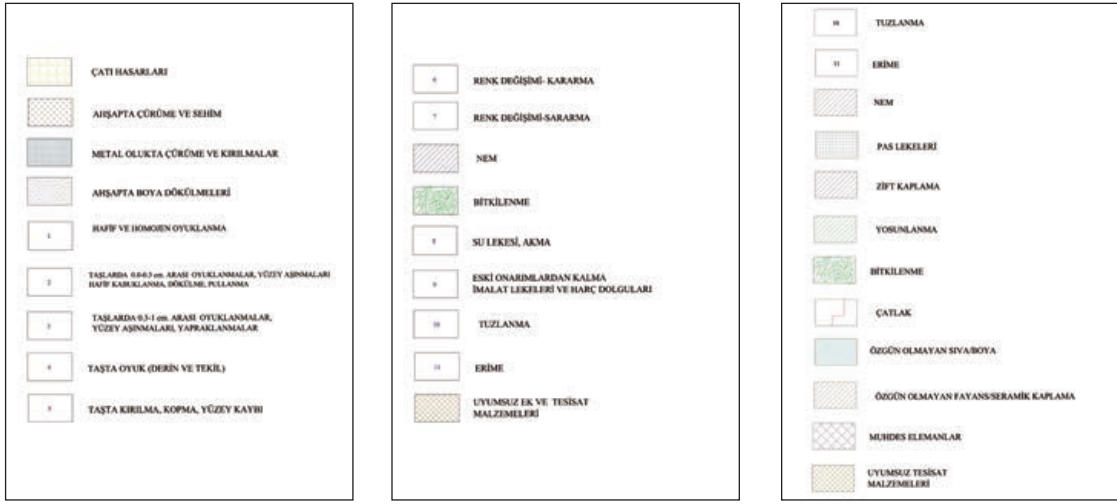 ÇATI HASARLARI
AHŞAPTA ÇÜRÜME VE SEHİM
METAL OLUKTA ÇÜRÜME VE KIRILMALAR
AHŞAPTA BOYA DÖKÜLMELERİ
1 HAFİF VE HOMOJEN OYUKLANMA
2 TAŞLARDA 0.0-0.3 cm. ARASI OYUKLANMALAR, YÜZEY AŞINMALARI
HAFİF KABUKLANMA, DÖKÜLME, PULLANMA
3 TAŞLARDA 0.3-1 cm. ARASI OYUKLANMALAR,
YÜZEY AŞINMALARI, YAPRAKLANMALAR
4 TAŞTA OYUK (DERİN VE TEKİL)
5 TAŞTA KIRILMA, KOPMA, YÜZEY KAYBI
6 RENK DEĞİŞİMİ- KARARMA
7 RENK DEĞİŞİMİ-SARARMA
NEM
BİTKİLENME
8 SU LEKESİ, AKMA
9 ESKİ ONARIMLARDAN KALMA
İMALAT LEKELERİ VE HARÇ DOLGULARI
10 TUZLANMA
11 ERİME
UYUMSUZ EK VE TESİSAT
MALZEMELERİ
10 TUZLANMA
11 ERİME
NEM
PAS LEKELERİ
ZİFT KAPLAMA
YOSUNLANMA
BİTKİLENME
ÇATLAK
ÖZGÜN OLMAYAN SIVA/BOYA
ÖZGÜN OLMAYAN FAYANS/SERAMİK KAPLAMA
MUHDES ELEMANLAR
UYUMSUZ TESİSAT
MALZEMELERİ